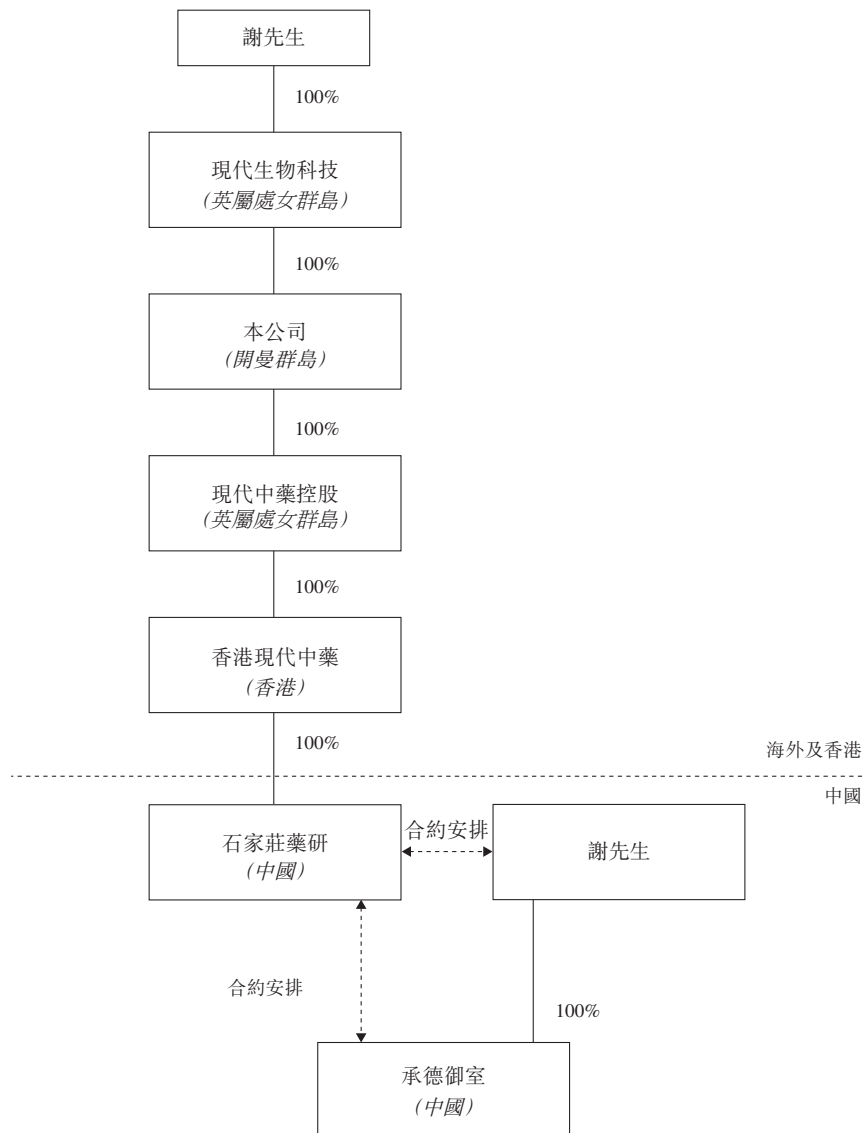 謝先生
100%
現代生物科技
（英屬處女群島）
100%
本公司
（開曼群島）
100%
現代中藥控股
（英屬處女群島）
100%
香港現代中藥
（香港）
100%
海外及香港
中國
石家莊藥研
（中國）
合約安排
謝先生
合約安排
100%
承德御室
（中國）